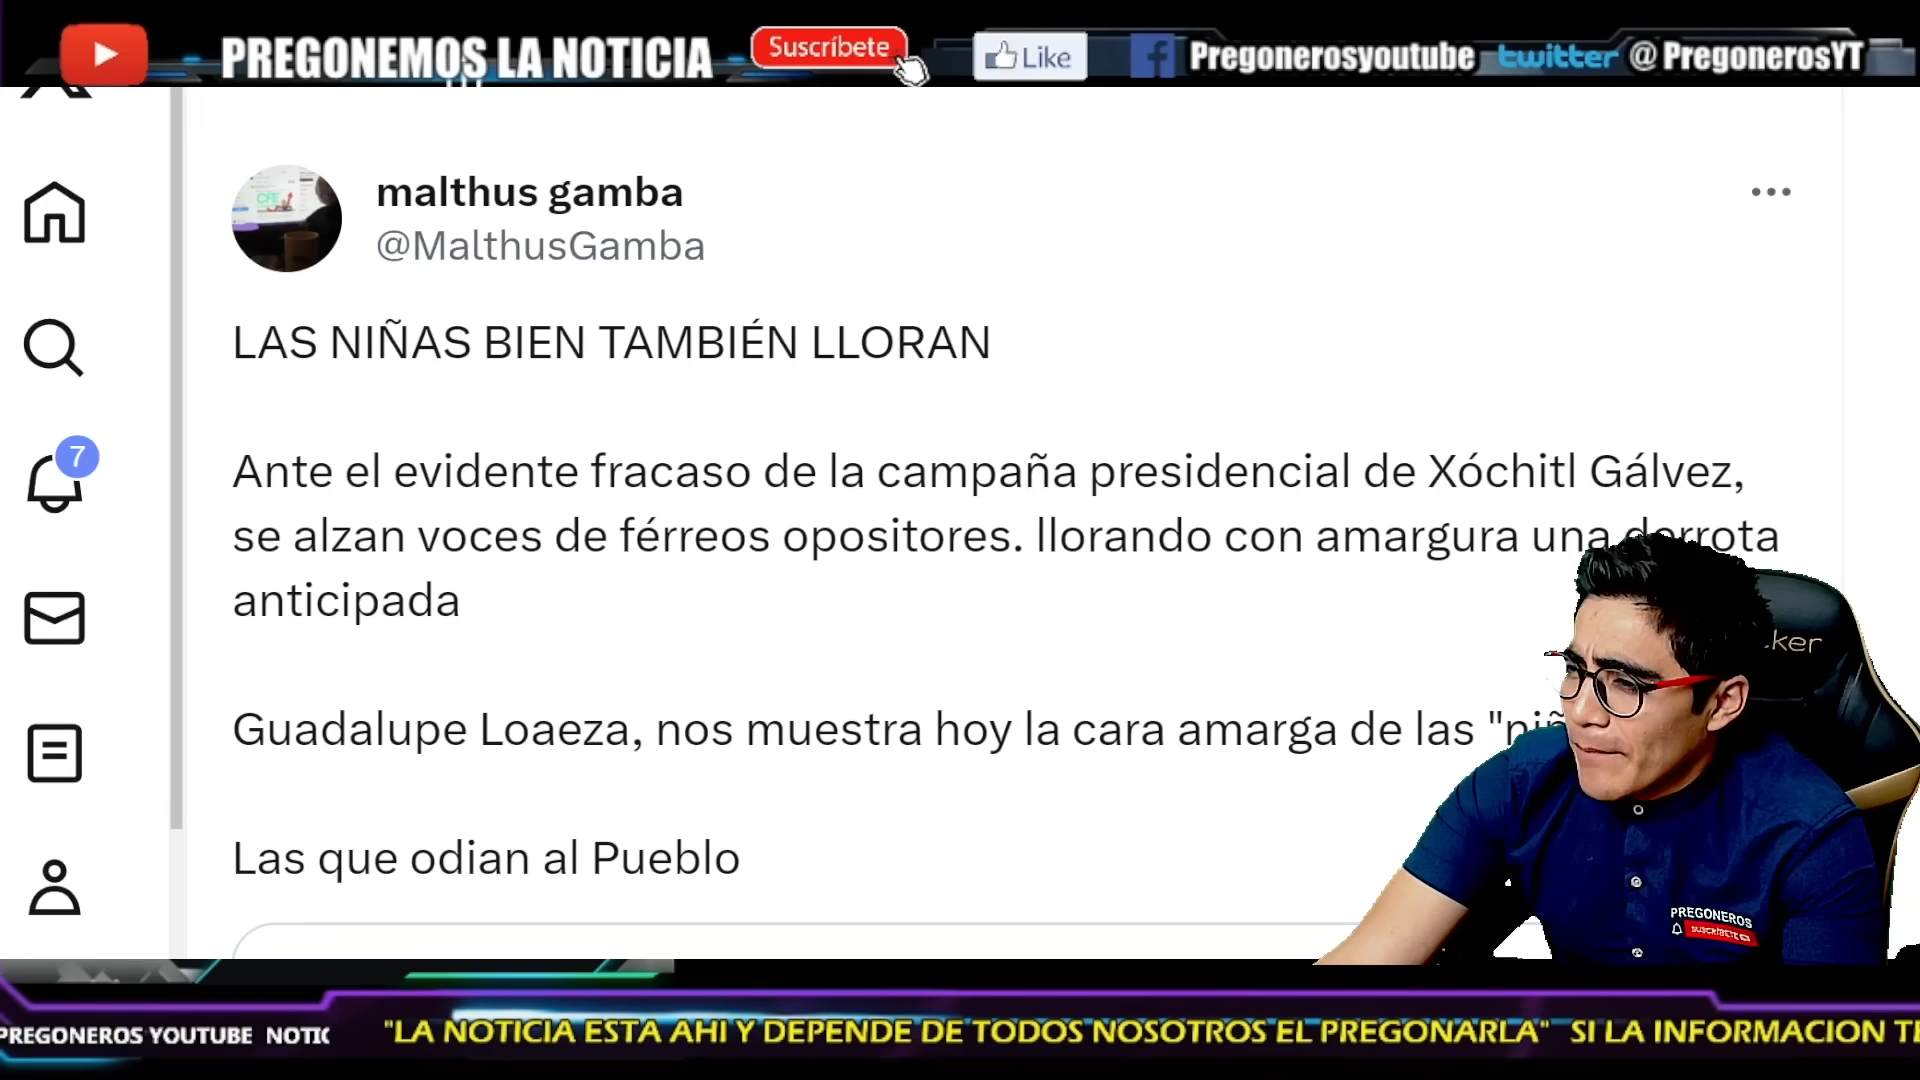 PREGONEMOS LA NOTICIA
Suscríbete
Like
Pregonerosyoutube
twitter @PregonerosYT
malthus gamba
@MalthusGamba
LAS NIÑAS BIEN TAMBIÉN LLORAN
7
Ante el evidente fracaso de la campaña presidencial de Xóchitl Gálvez,
se alzan voces de férreos opositores. llorando con amargura una derrota
anticipada
Guadalupe Loaeza, nos muestra hoy la cara amarga de las
Las que odian al Pueblo
PREGONEROS
SUSCRÍBETE
PREGONEROS YOUTUBE
"LA NOTICIA ESTA AHI Y DEPENDE DE TODOS NOSOTROS EL PREGONARLA" SI LA INFORMACION